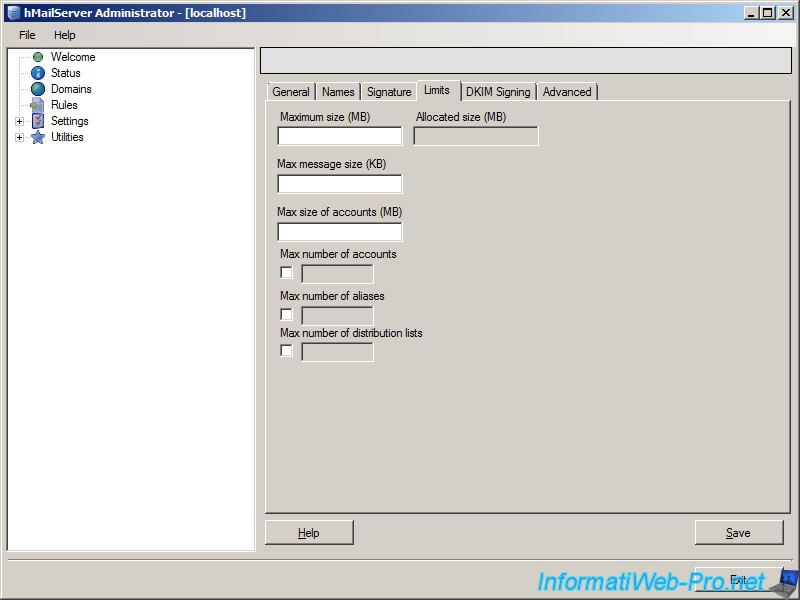 hMailServer Administrator - [localhost]
File Help
Welcome
Status
Domains
Rules
Settings
Utilities
General Names Signature Limits DKIM Signing Advanced
Maximum size (MB) Allocated size (MB)
Max message size (KB)
Max size of accounts (MB)
Max number of accounts
Max number of aliases
Max number of distribution lists
Help Save
Exit
InformatiWeb-Pro.net